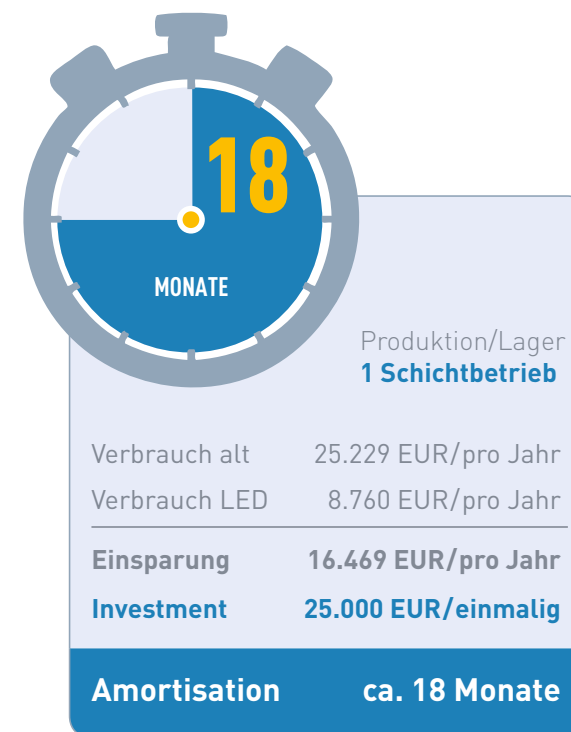 18
MONATE
Produktion/Lager
1 Schichtbetrieb
Verbrauch alt 25.229 EUR/pro Jahr
Verbrauch LED 8.760 EUR/pro Jahr
Einsparung 16.469 EUR/pro Jahr
Investment 25.000 EUR/einmalig
Amortisation ca. 18 Monate